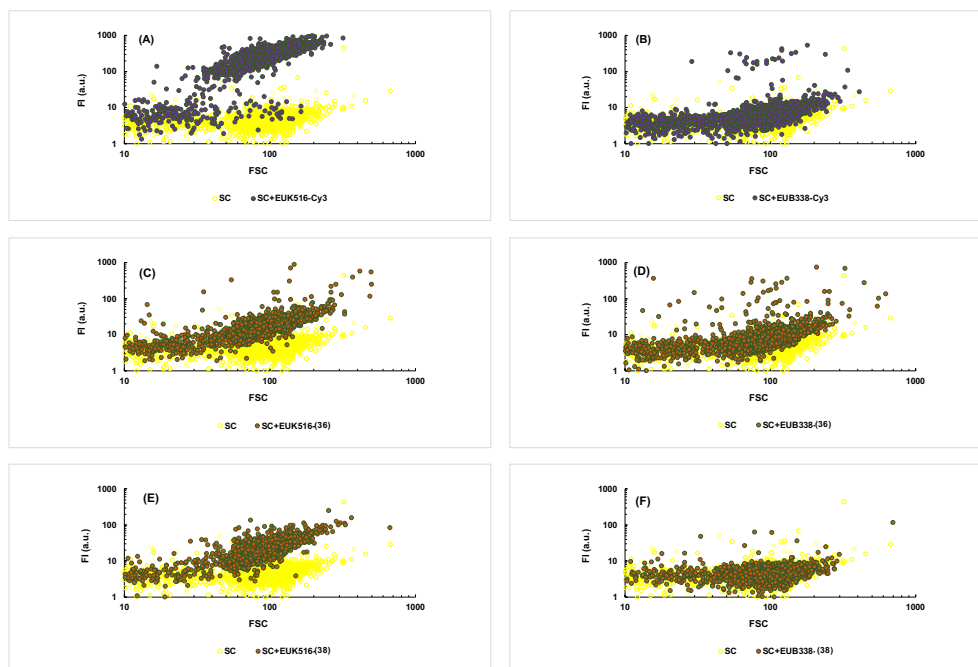 (A)
FI (a.u.)
1000
100
10
1
10
100
1000
FSC
SC
SC+EUK516-Cy3
(B)
FI (a.u.)
1000
100
10
1
10
100
1000
FSC
SC
SC+EUB338-Cy3
(C)
FI (a.u.)
1000
100
10
1
10
100
1000
FSC
SC
SC+EUK516-(36)
(D)
FI (a.u.)
1000
100
10
1
10
100
1000
FSC
SC
SC+EUB338-(36)
(E)
FI (a.u.)
1000
100
10
1
10
100
1000
FSC
SC
SC+EUK516-(38)
(F)
FI (a.u.)
1000
100
10
1
10
100
1000
FSC
SC
SC+EUB338- (38)